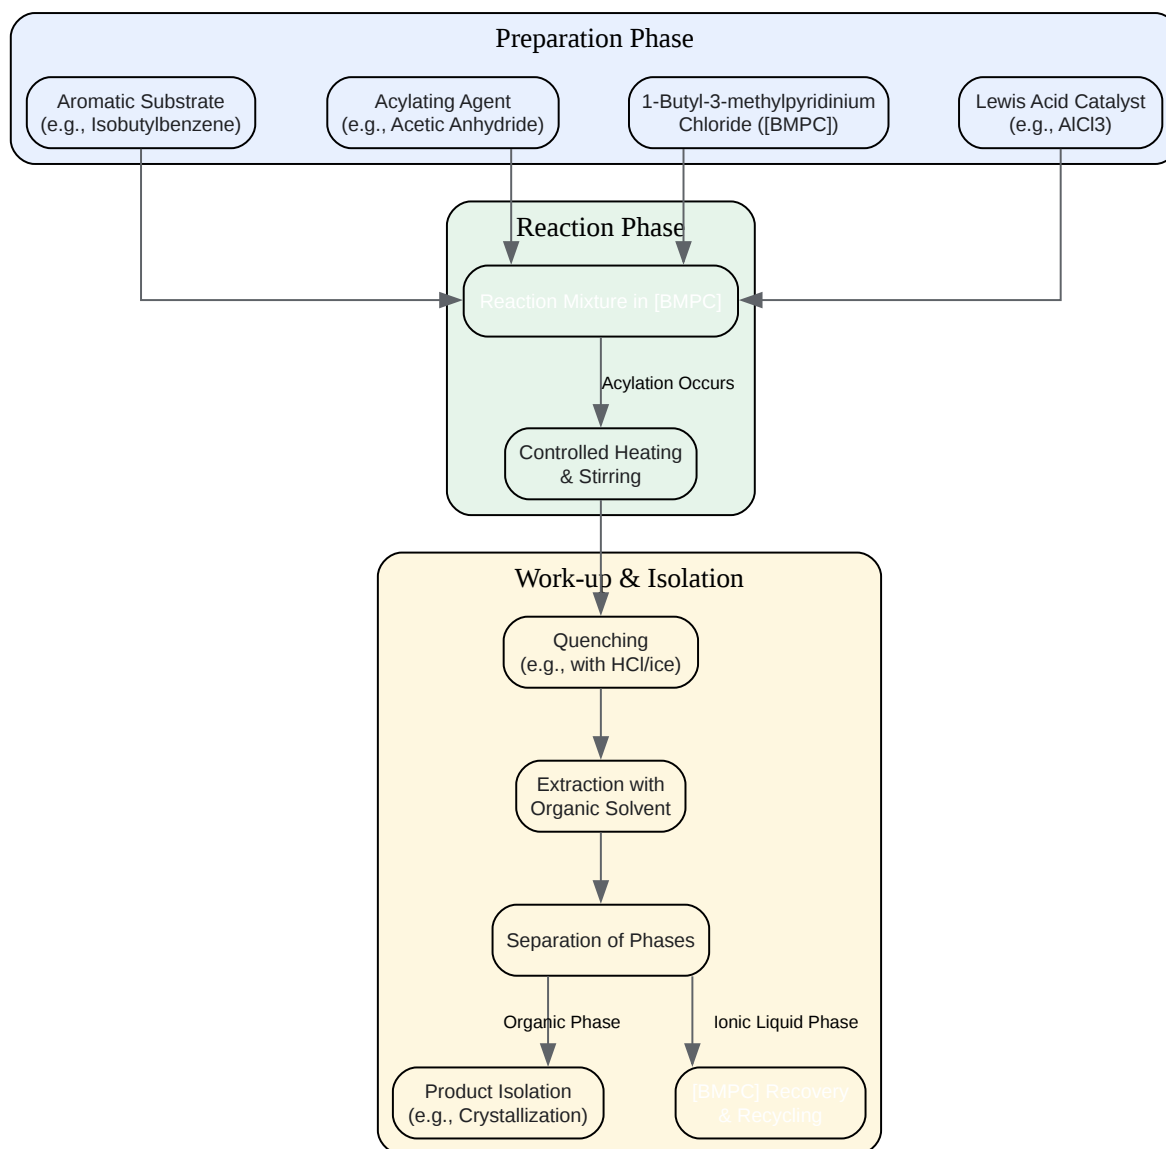 Preparation Phase
Aromatic Substrate
(e.g., Isobutylbenzene)
Acylating Agent
(e.g., Acetic Anhydride)
1-Butyl-3-methylpyridinium
Chloride ([BMPC])
Lewis Acid Catalyst
(e.g., AlCl3)
Reaction Phase
Reaction Mixture in [BMPC]
Acylation Occurs
Controlled Heating
& Stirring
Work-up & Isolation
Quenching
(e.g., with HCl/ice)
Extraction with
Organic Solvent
Separation of Phases
Organic Phase
Ionic Liquid Phase
Product Isolation
(e.g., Crystallization)
[BMPC] Recovery
& Recycling